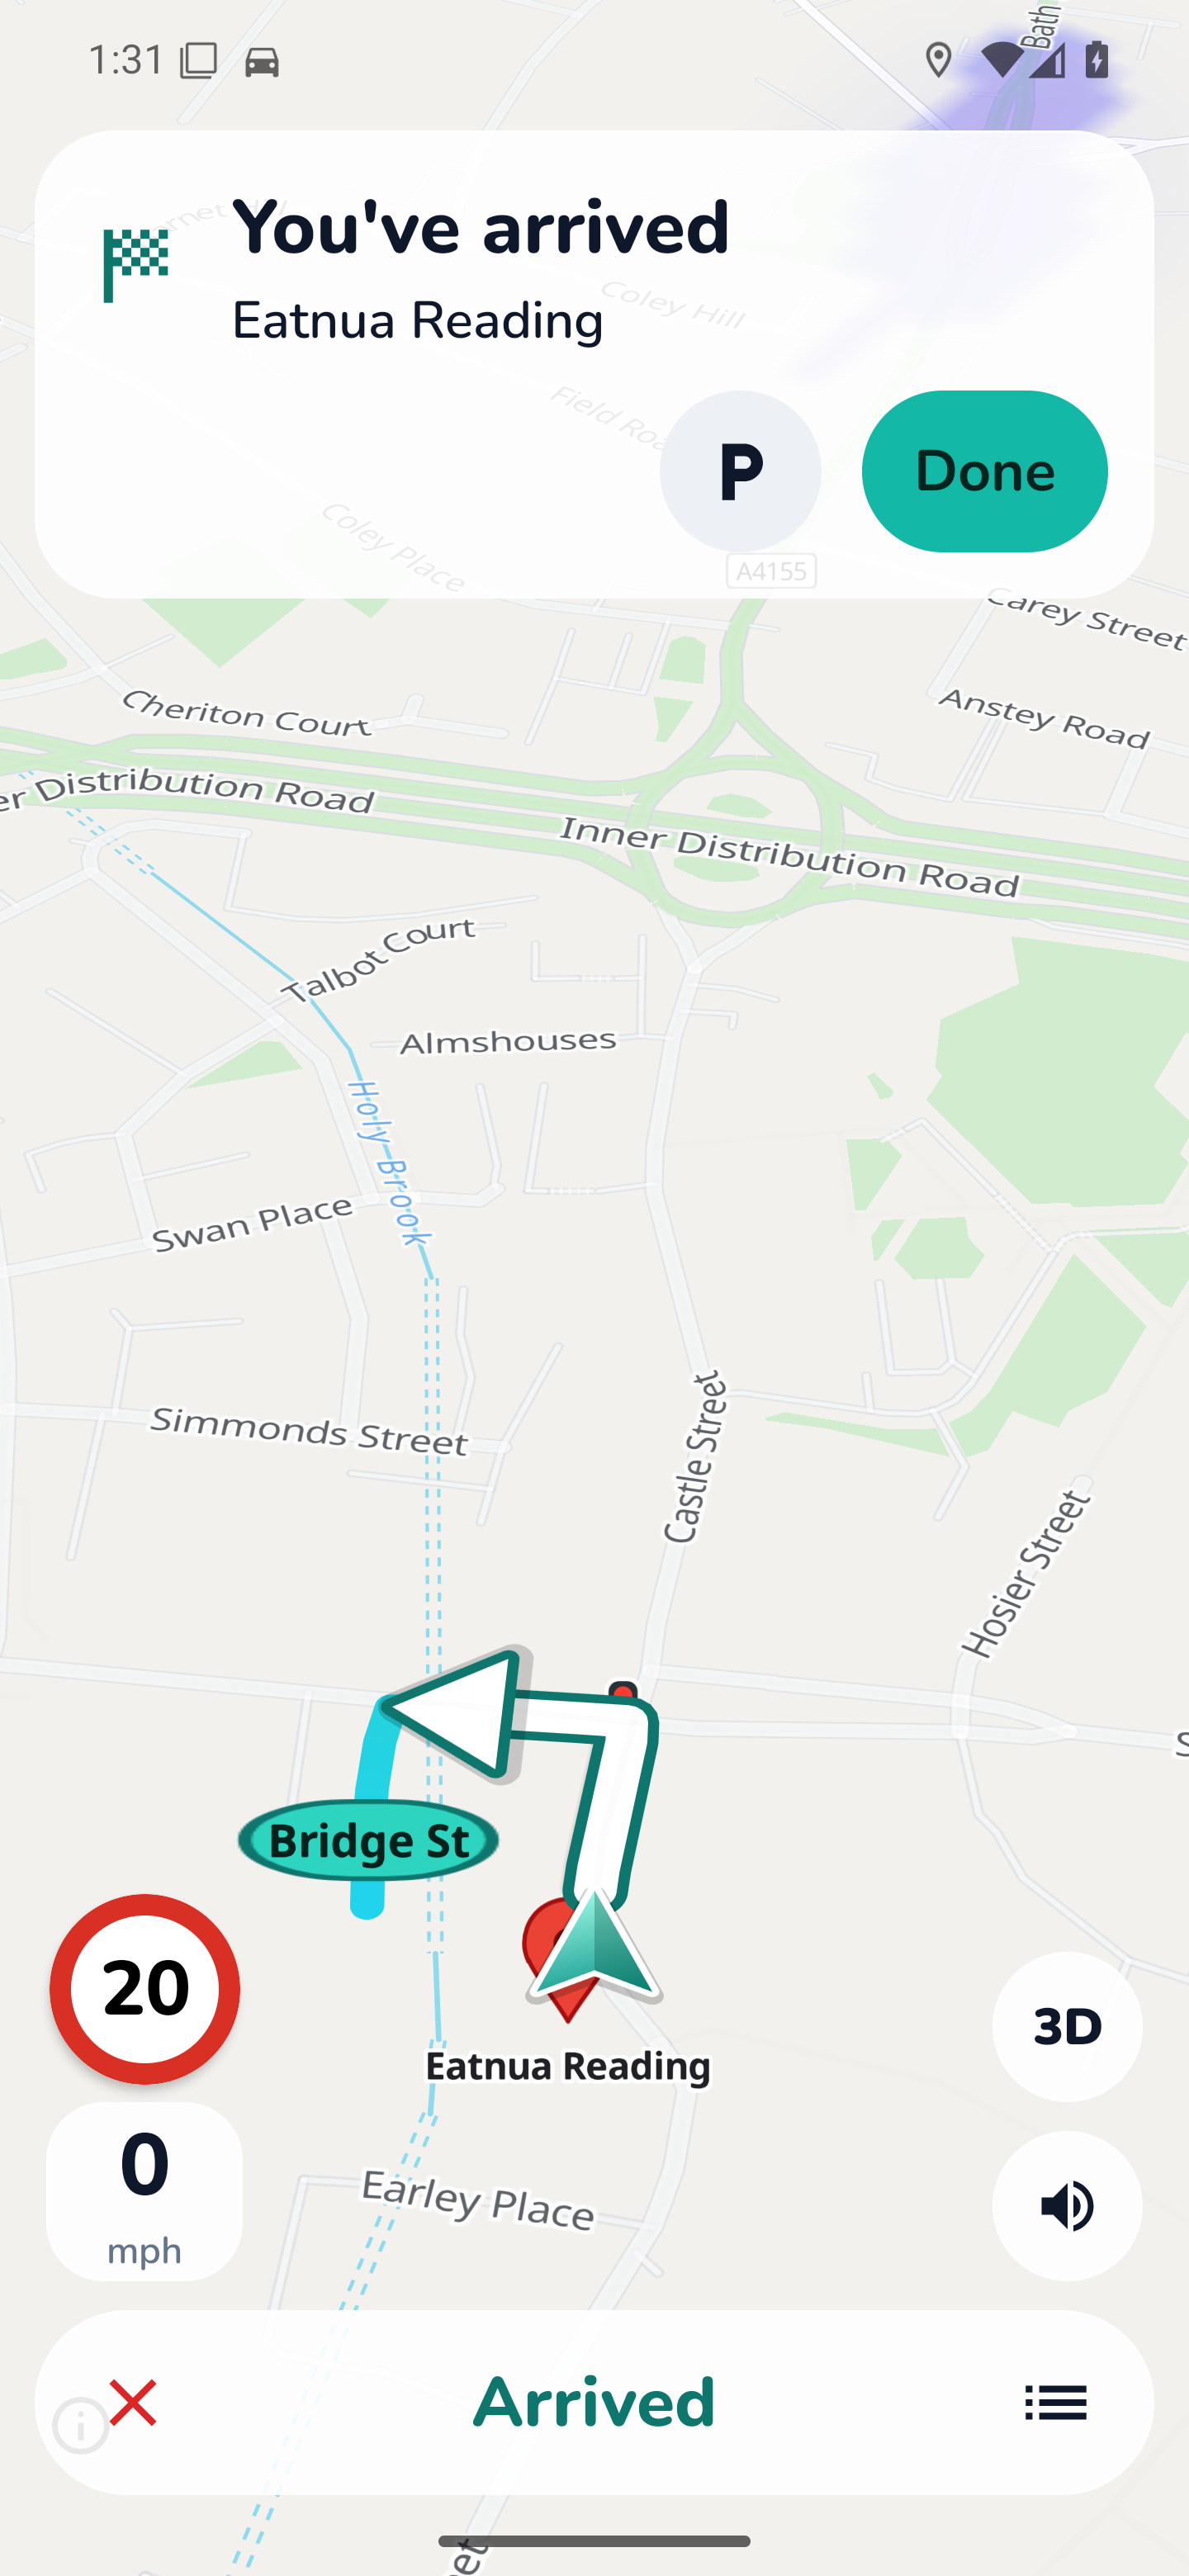 1:31
Bath
You've arrived
Eatnua Reading
Coley Hill
Field Roa
P
Done
Coley Place
A4155
Carey Street
Cheriton Court
Anstey Road
er Distribution Road
Inner Distribution Road
Talbot Court
Almshouses
Holy Brook
Swan Place
Castle Street
Simmonds Street
Hosier Street
S
Bridge St
20
3D
Eatnua Reading
0
mph
Earley Place
Arrived
et